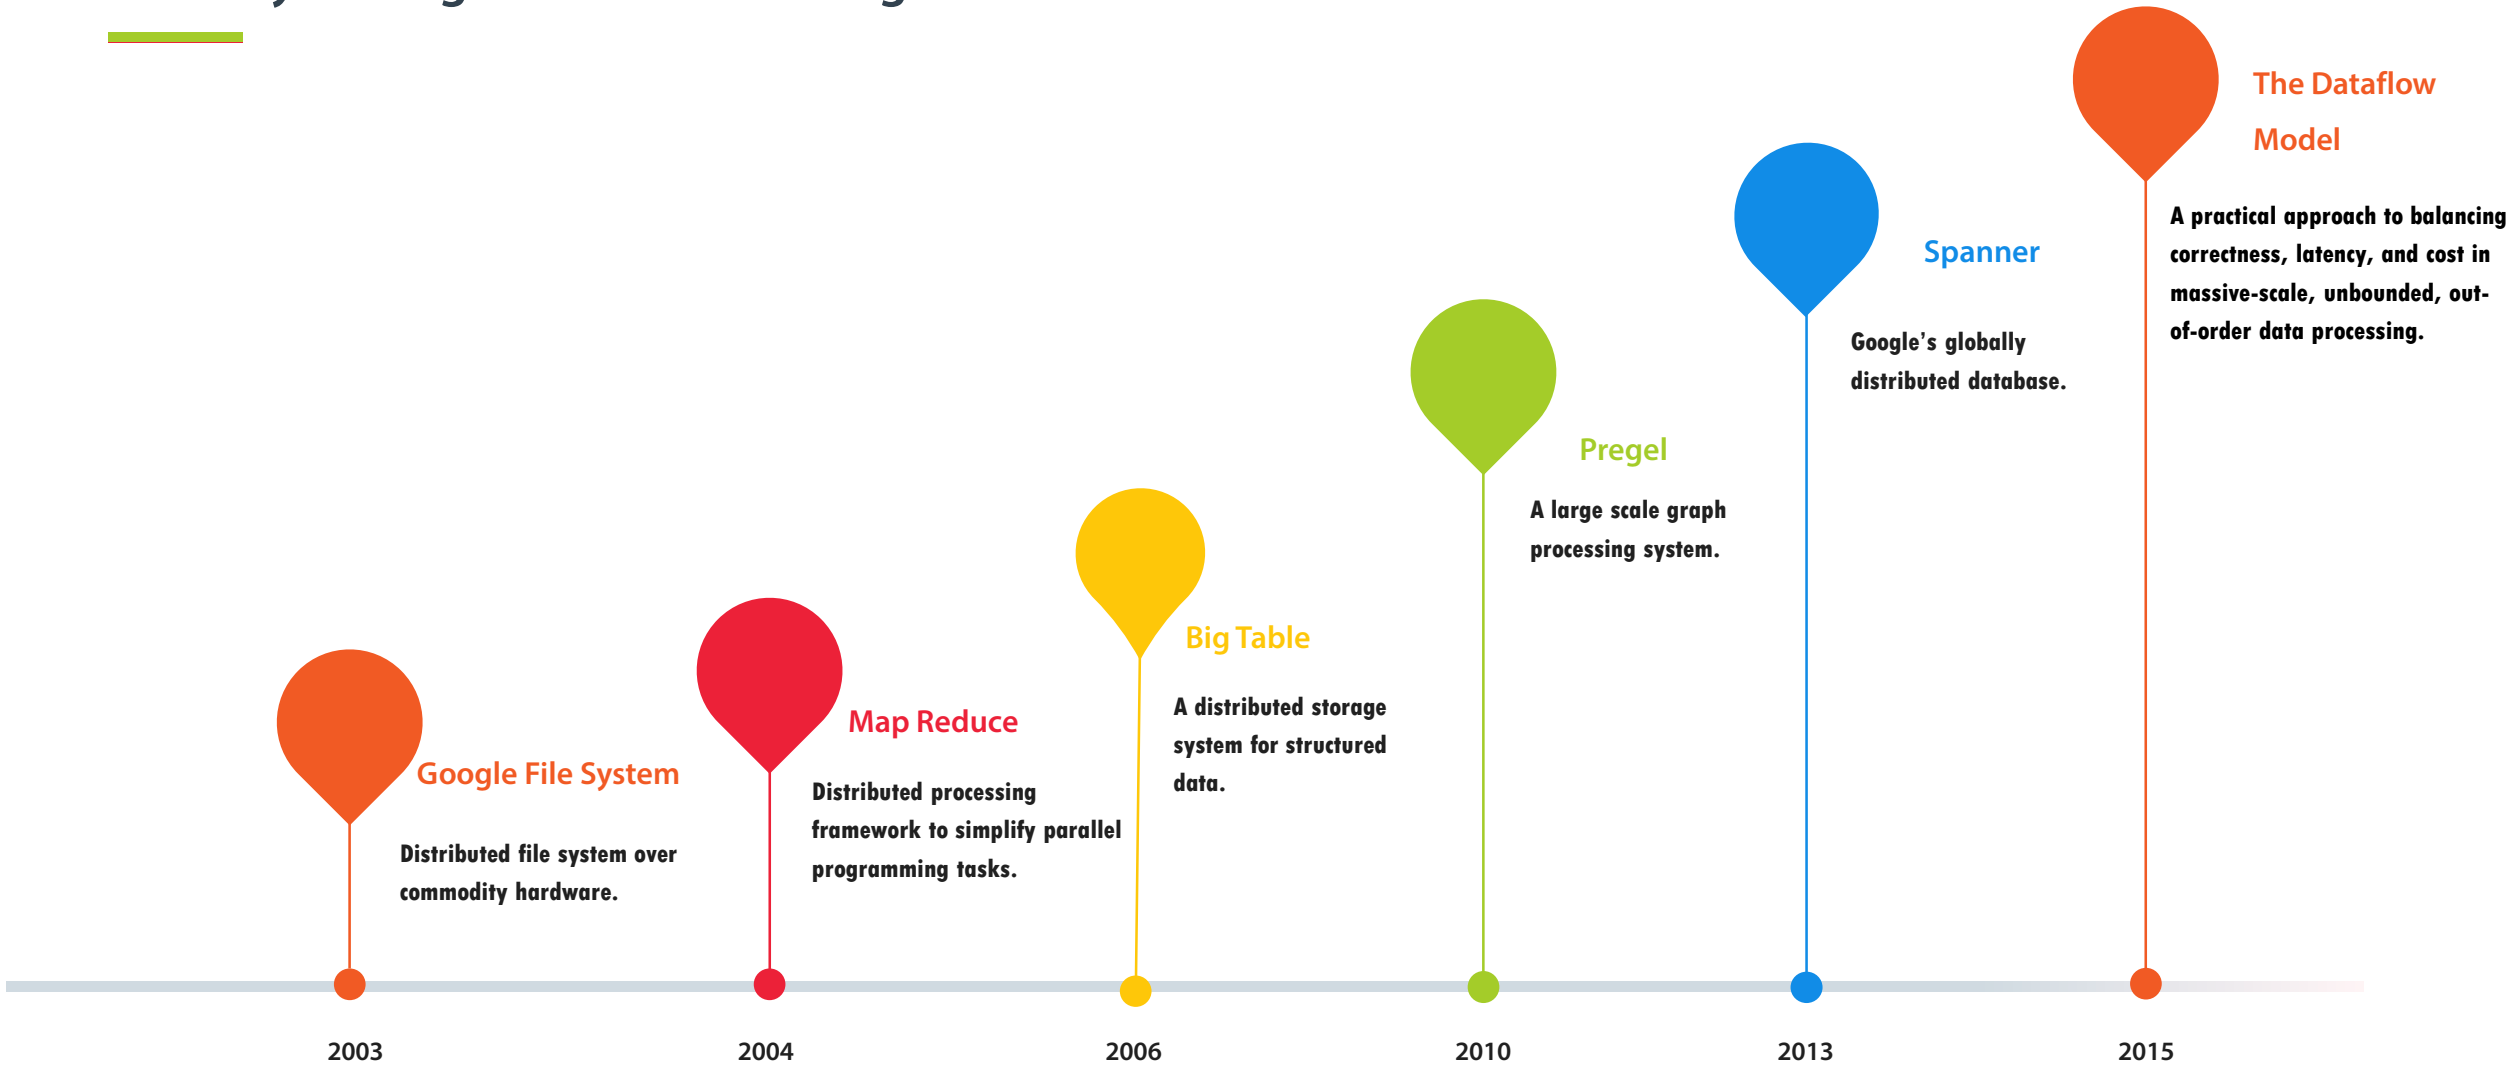 The Dataflow
Model
A practical approach to balancing
correctness, latency, and cost in
massive-scale, unbounded, out-
of-order data processing.
Spanner
Google’s globally
distributed database.
Pregel
A large scale graph
processing system.
Big Table
A distributed storage
system for structured
data.
Map Reduce
Distributed processing
framework to simplify parallel
programming tasks.
Google File System
Distributed file system over
commodity hardware.
2003 2004 2006 2010 2013 2015